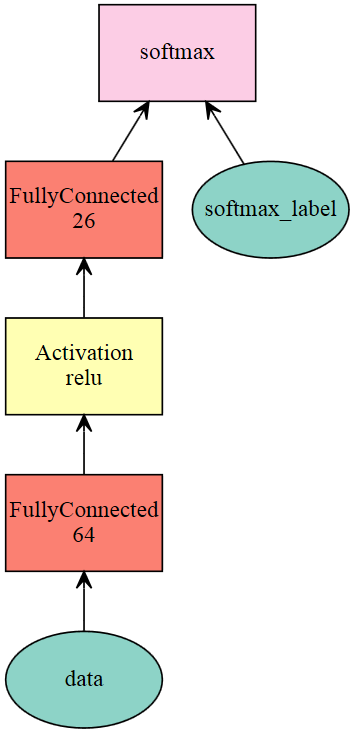 softmax
FullyConnected
26
softmax_label
Activation
relu
FullyConnected
64
data